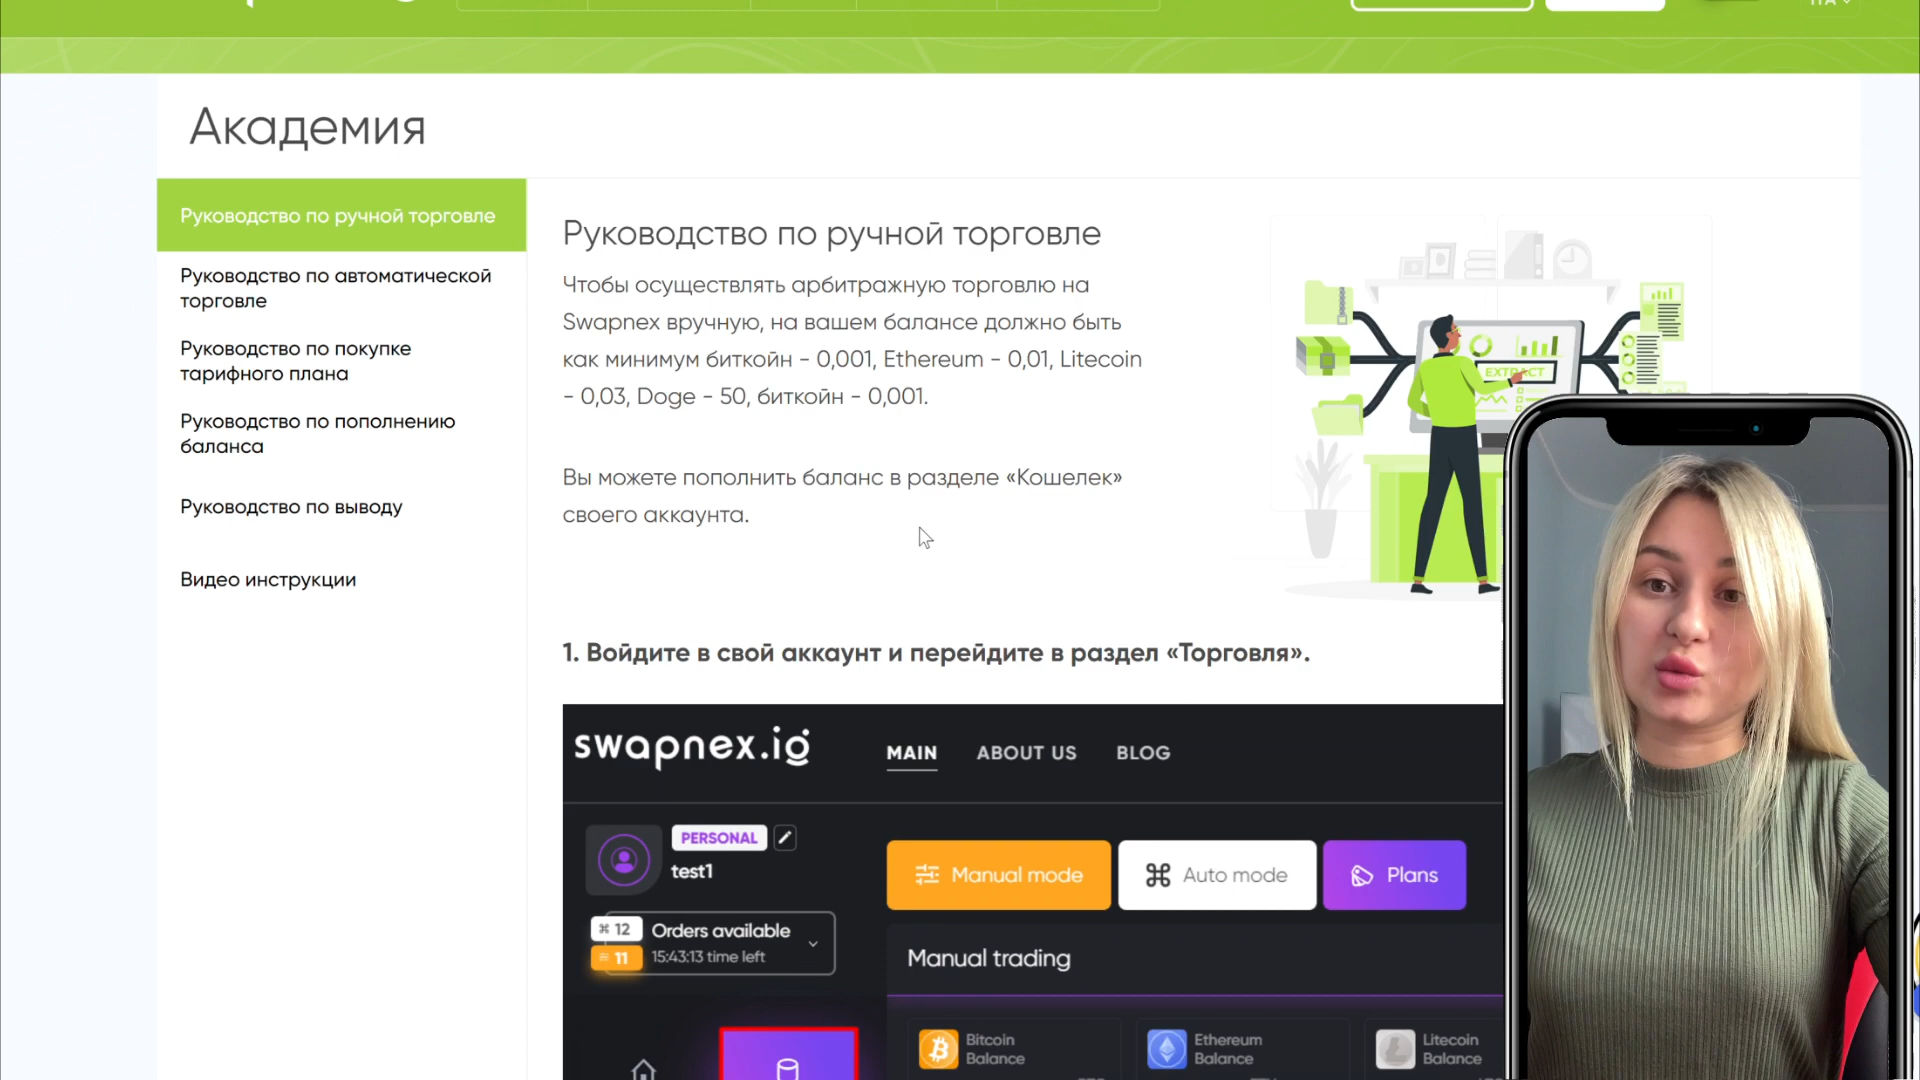 Академия
Руководство по ручной торговле
Руководство по автоматической
торговле
Руководство по покупке
тарифного плана
Руководство по пополнению
баланса
Руководство по выводу
Видео инструкции
Руководство по ручной торговле
Чтобы осуществлять арбитражную торговлю на
Swapnex вручную, на вашем балансе должно быть
как минимум биткойн - 0,001, Ethereum - 0,01, Litecoin
- 0,03, Doge - 50, биткойн - 0,001.
Вы можете пополнить баланс в разделе «Кошелек»
своего аккаунта.
EXTRACT
1. Войдите в свой аккаунт и перейдите в раздел «Торговля».
swapnex.ig
MAIN ABOUT US BLOG
PERSONAL
test1
Manual mode Auto mode Plans
12 Orders available
11 15:43:13 time left
Manual trading
Bitcoin
Balance
Ethereum
Balance
Litecoin
Balance